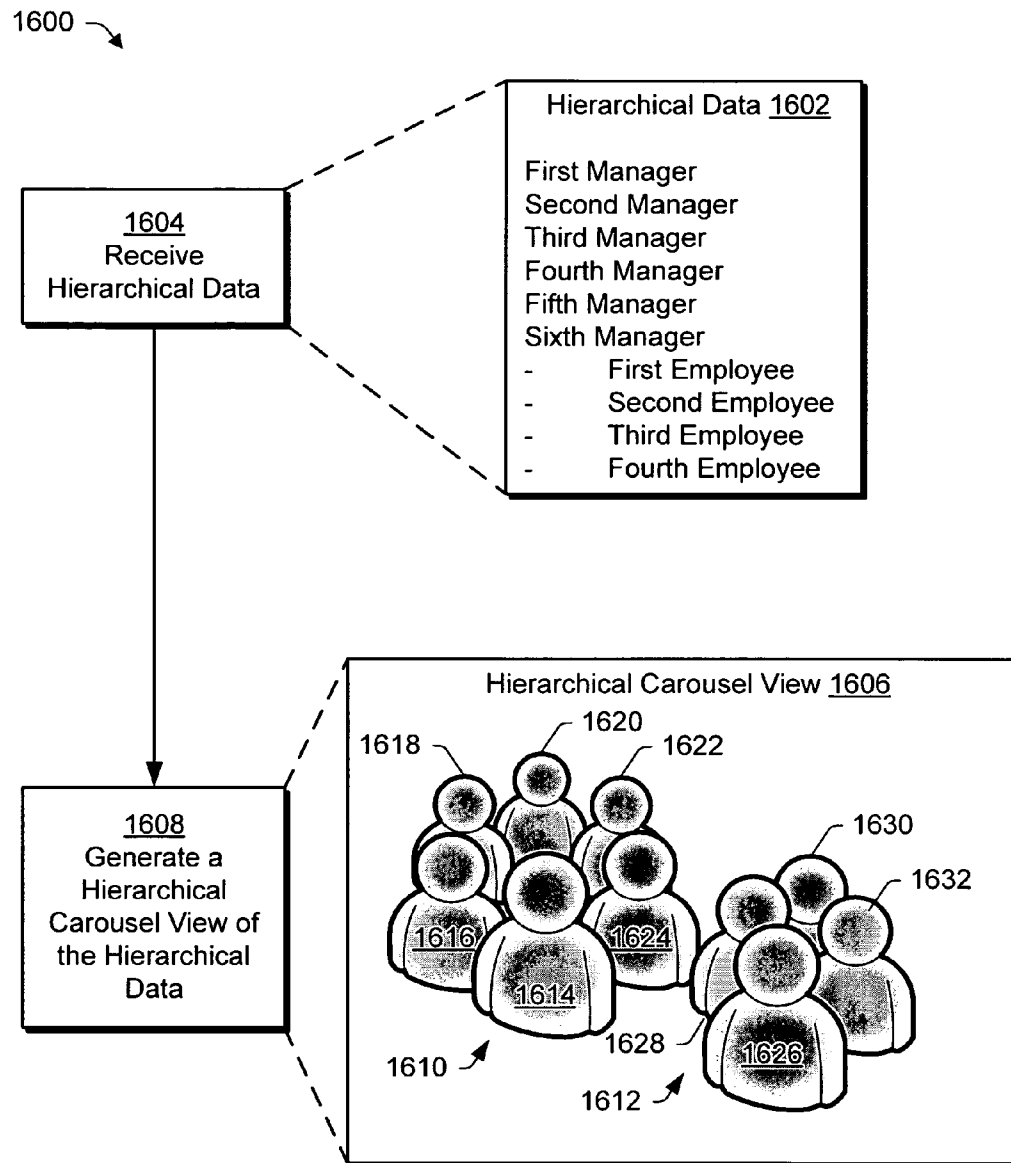 1600
Hierarchical Data 1602
First Manager
Second Manager
Third Manager
Fourth Manager
Fifth Manager
Sixth Manager
- First Employee
- Second Employee
- Third Employee
- Fourth Employee
1604
Receive
Hierarchical Data
Hierarchical Carousel View 1606
1620
1618
1622
1630
1632
1616
1624
1614
1628
1626
1610
1612
1608
Generate a
Hierarchical
Carousel View of
the Hierarchical
Data